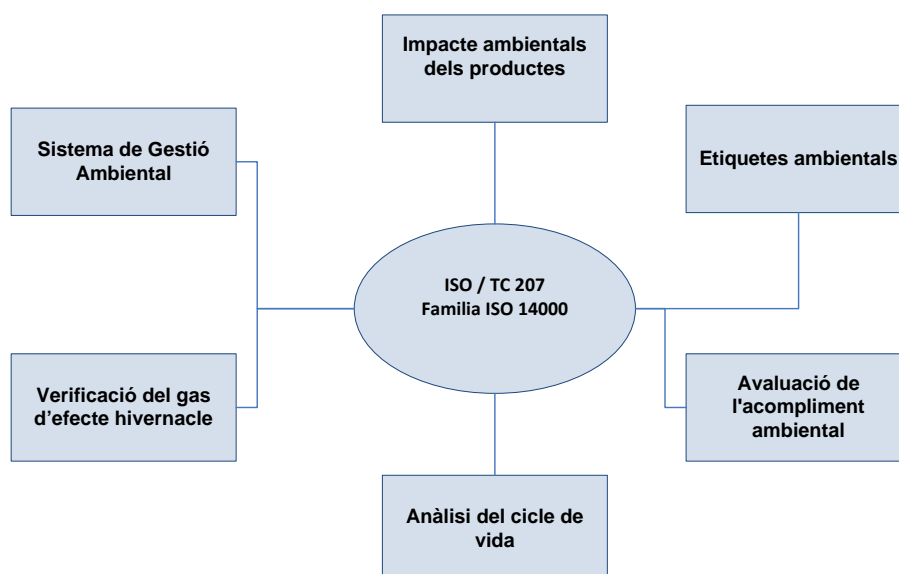 Impacte ambientals
dels productes
Sistema de Gestió
Ambiental
Etiquetes ambientals
ISO / TC 207
Familia ISO 14000
Verificació del gas
d’efecte hivernacle
Avaluació de
l'acompliment
ambiental
Anàlisi del cicle de
vida